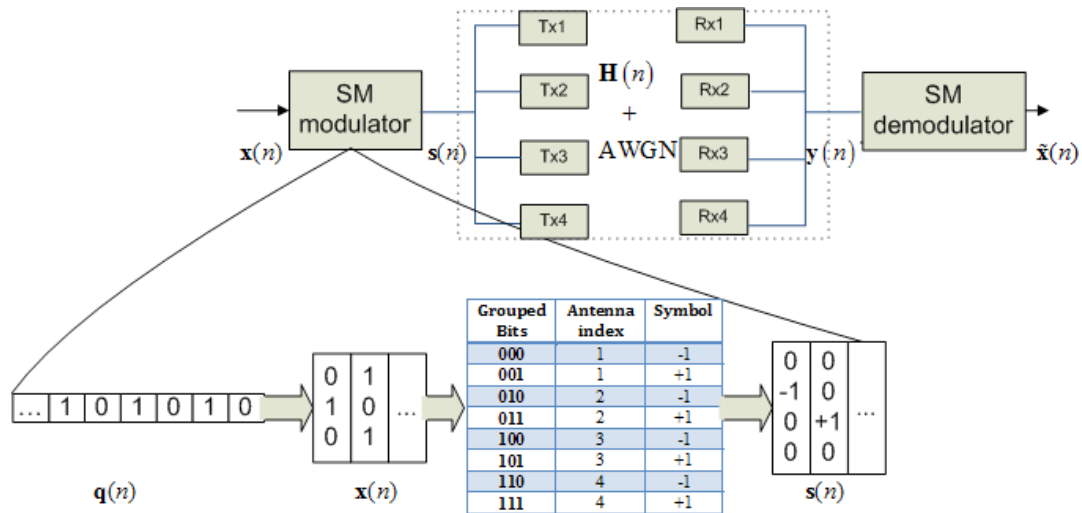 Tx1
Rx1
SM
modulator
Tx2
H(n)
Rx2
SM
demodulator
+
x(n)
s(n)
Tx3
AWGN
Rx3
y(n)
x̃(n)
Tx4
Rx4
Grouped Bits Antenna index Symbol
000 1 -1
001 1 +1
010 2 -1
011 2 +1
100 3 -1
101 3 +1
110 4 -1
111 4 +1
... 1 0 1 0 1 0
0 1
1 0 ...
0 1
0 0
-1 0
0 +1 ...
0 0
q(n)
x(n)
s(n)